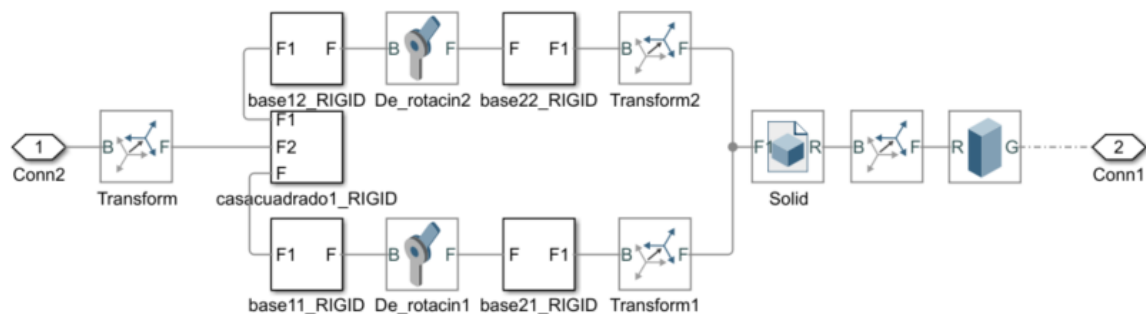 F1 F B F F F1 B F
base12_RIGID De_rotacin2 base22_RIGID Transform2
1 B F F1 F1 R B F R G 2
F2
F
Conn2 Transform casacuadrado1_RIGID Solid Conn1
F1 F B F F F1 B F
base11_RIGID De_rotacin1 base21_RIGID Transform1